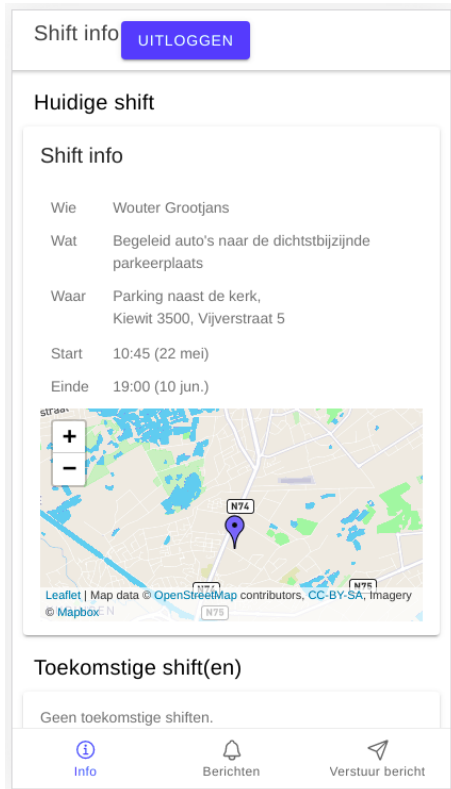 Shift info
UITLOGGEN
Huidige shift
Shift info
Wie Wouter Grootjans
Wat Begeleid auto's naar de dichtstbijzijnde
parkeerplaats
Waar Parking naast de kerk,
Kiewit 3500, Vijverstraat 5
Start 10:45 (22 mei)
Einde 19:00 (10 jun.)
straat
+
−
N74
N74
N75
Leaflet | Map data © OpenStreetMap contributors, CC-BY-SA, Imagery
© Mapbox
N75
Toekomstige shift(en)
Geen toekomstige shiften.
Info Berichten Verstuur bericht